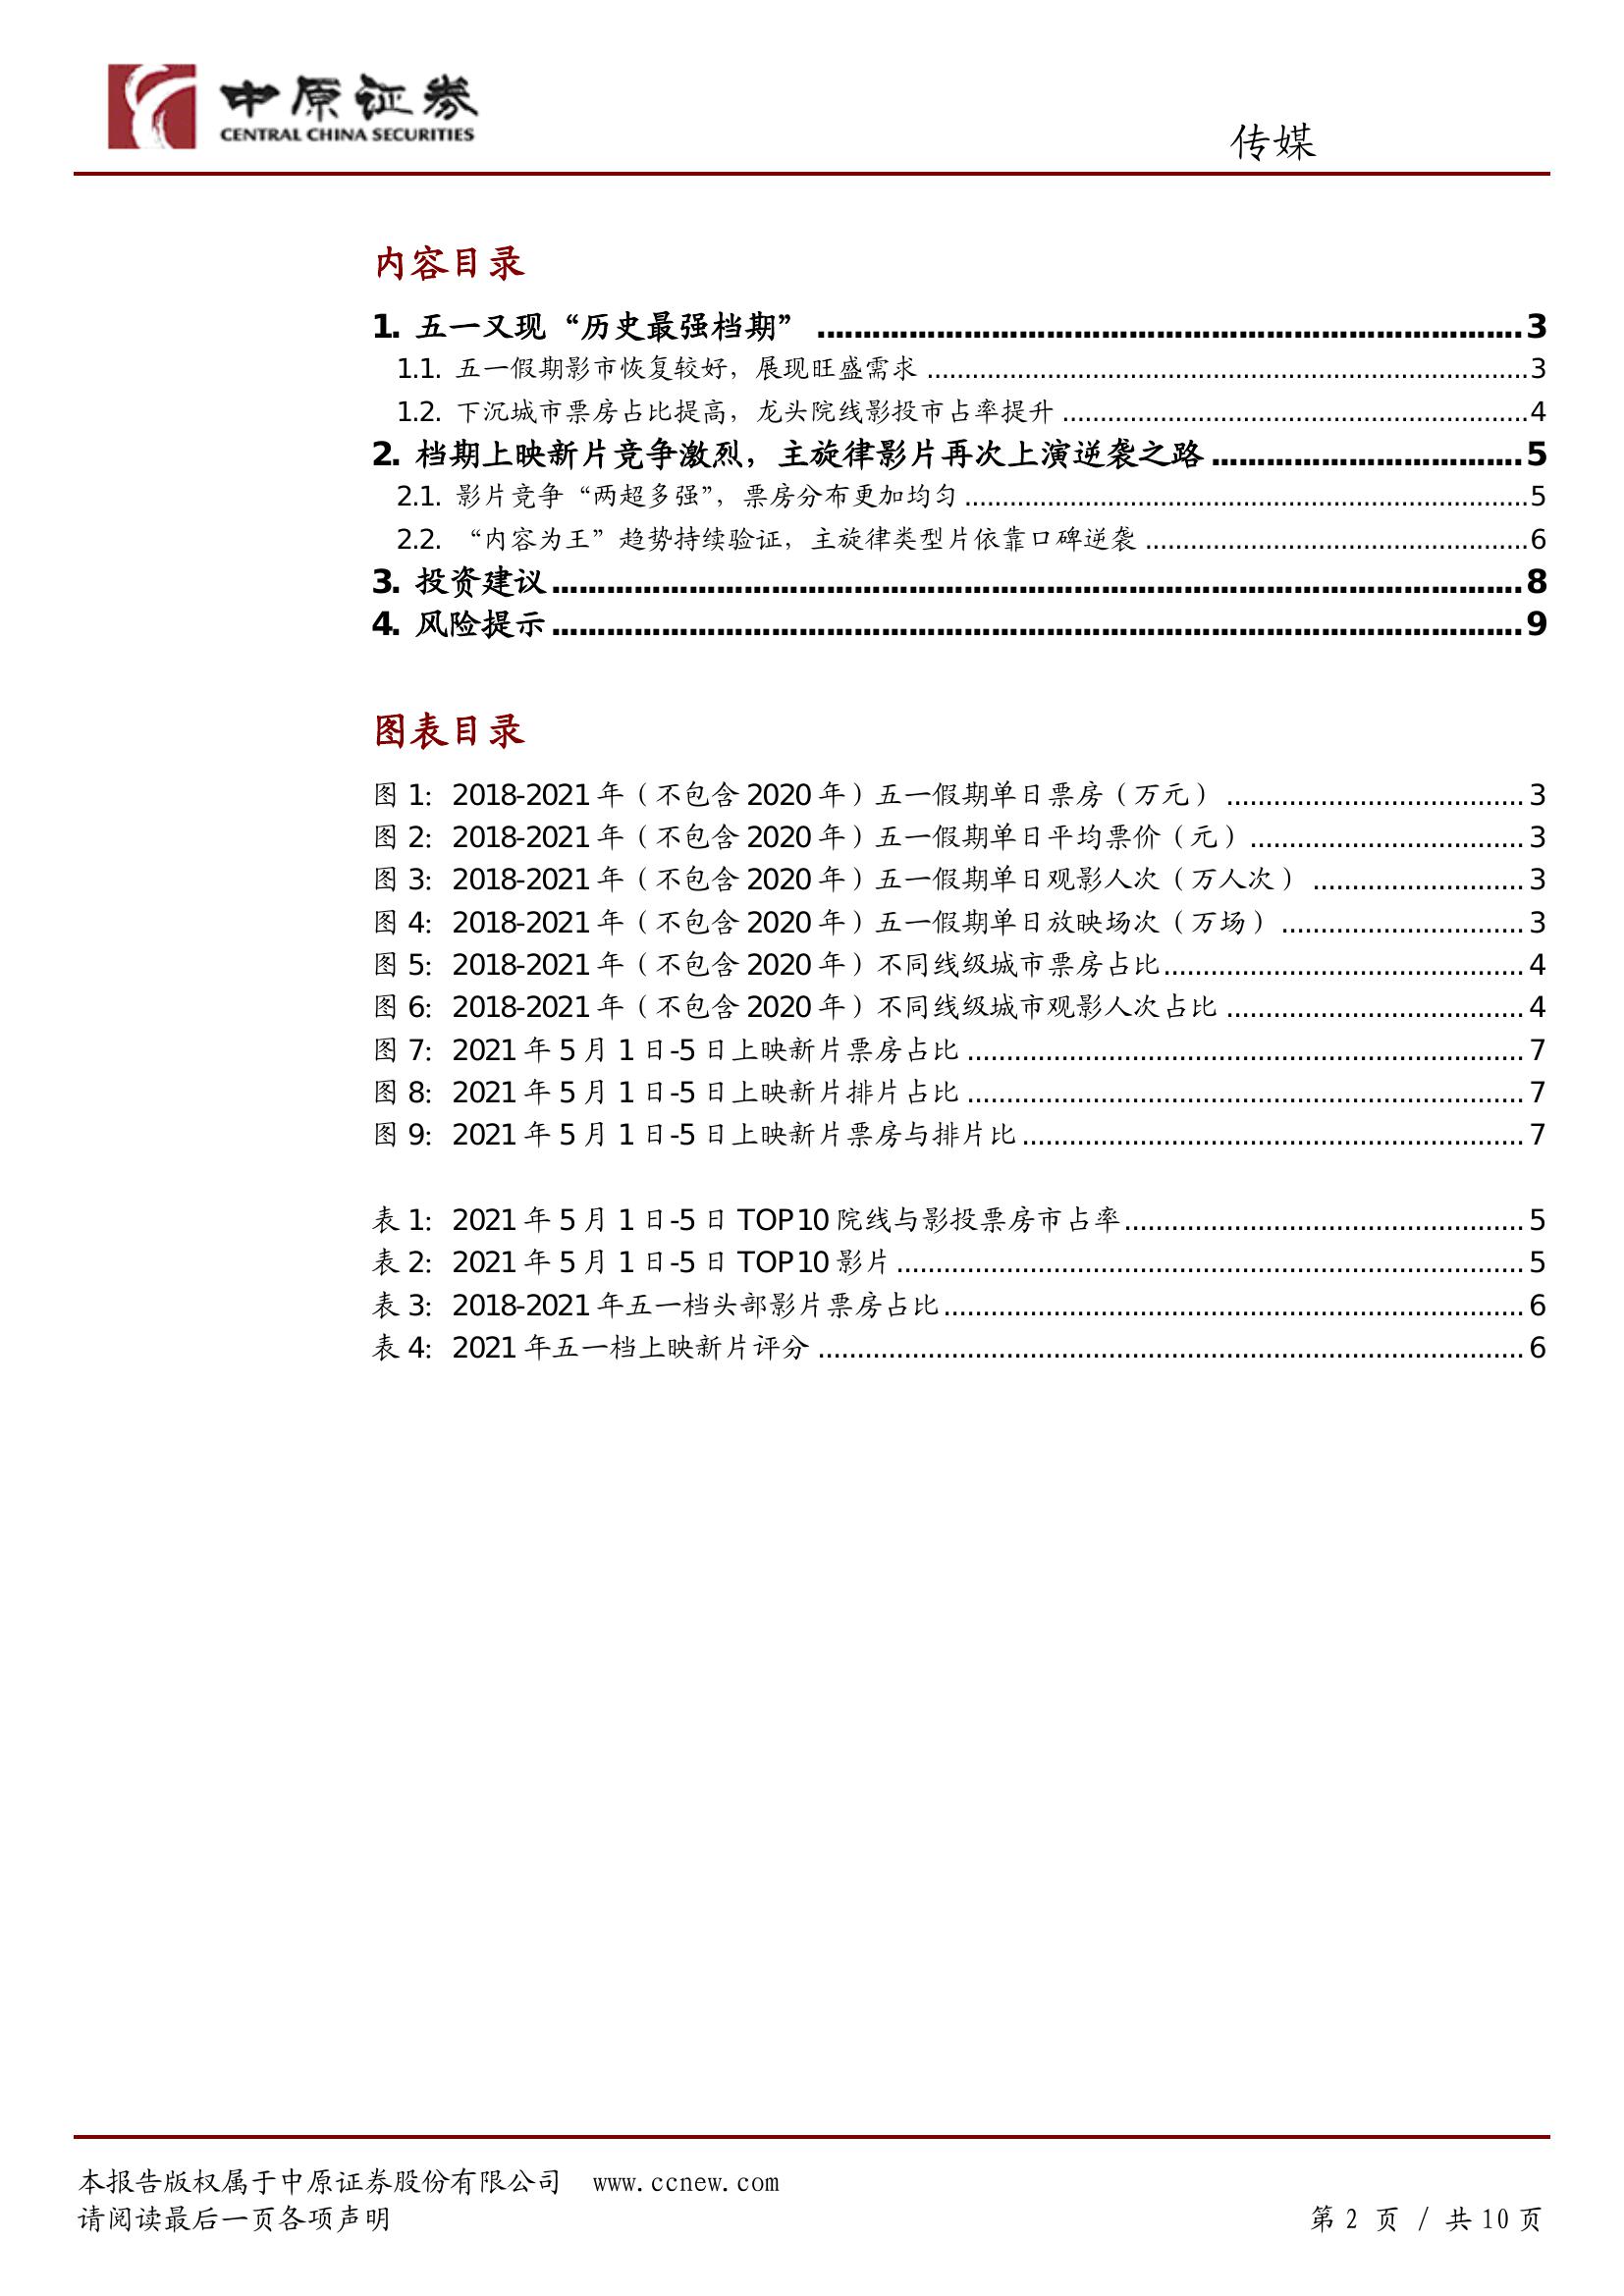 中原证券
CENTRAL CHINA SECURITIES
传媒
内容目录
1. 五一又现“历史最强档期” ........ 3
1.1. 五一假期影市恢复较好，展现旺盛需求 ........ 3
1.2. 下沉城市票房占比提高，龙头院线影投市占率提升 ........ 4
2. 档期上映新片竞争激烈，主旋律影片再次上演逆袭之路 ........ 5
2.1. 影片竞争“两超多强”，票房分布更加均匀 ........ 5
2.2. “内容为王”趋势持续验证，主旋律类型片依靠口碑逆袭 ........ 6
3. 投资建议 ........ 8
4. 风险提示 ........ 9
图表目录
图 1: 2018-2021 年（不包含 2020 年）五一假期单日票房（万元） ........ 3
图 2: 2018-2021 年（不包含 2020 年）五一假期单日平均票价（元） ........ 3
图 3: 2018-2021 年（不包含 2020 年）五一假期单日观影人次（万人次） ........ 3
图 4: 2018-2021 年（不包含 2020 年）五一假期单日放映场次（万场） ........ 3
图 5: 2018-2021 年（不包含 2020 年）不同线级城市票房占比 ........ 4
图 6: 2018-2021 年（不包含 2020 年）不同线级城市观影人次占比 ........ 4
图 7: 2021 年 5 月 1 日-5 日上映新片票房占比 ........ 7
图 8: 2021 年 5 月 1 日-5 日上映新片排片占比 ........ 7
图 9: 2021 年 5 月 1 日-5 日上映新片票房与排片比 ........ 7
表 1: 2021 年 5 月 1 日-5 日 TOP10 院线与影投票房市占率 ........ 5
表 2: 2021 年 5 月 1 日-5 日 TOP10 影片 ........ 5
表 3: 2018-2021 年五一档头部影片票房占比 ........ 6
表 4: 2021 年五一档上映新片评分 ........ 6
本报告版权属于中原证券股份有限公司 www.ccnew.com
请阅读最后一页各项声明 第 2 页 / 共 10 页